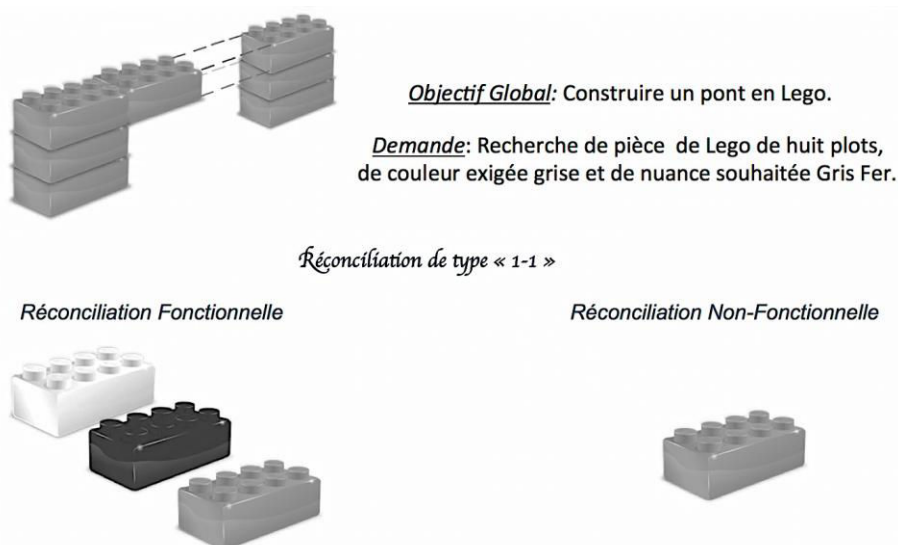 Objectif Global: Construire un pont en Lego.
Demande: Recherche de pièce de Lego de huit plots,
de couleur exigée grise et de nuance souhaitée Gris Fer.
Réconciliation de type « 1-1 »
Réconciliation Fonctionnelle
Réconciliation Non-Fonctionnelle